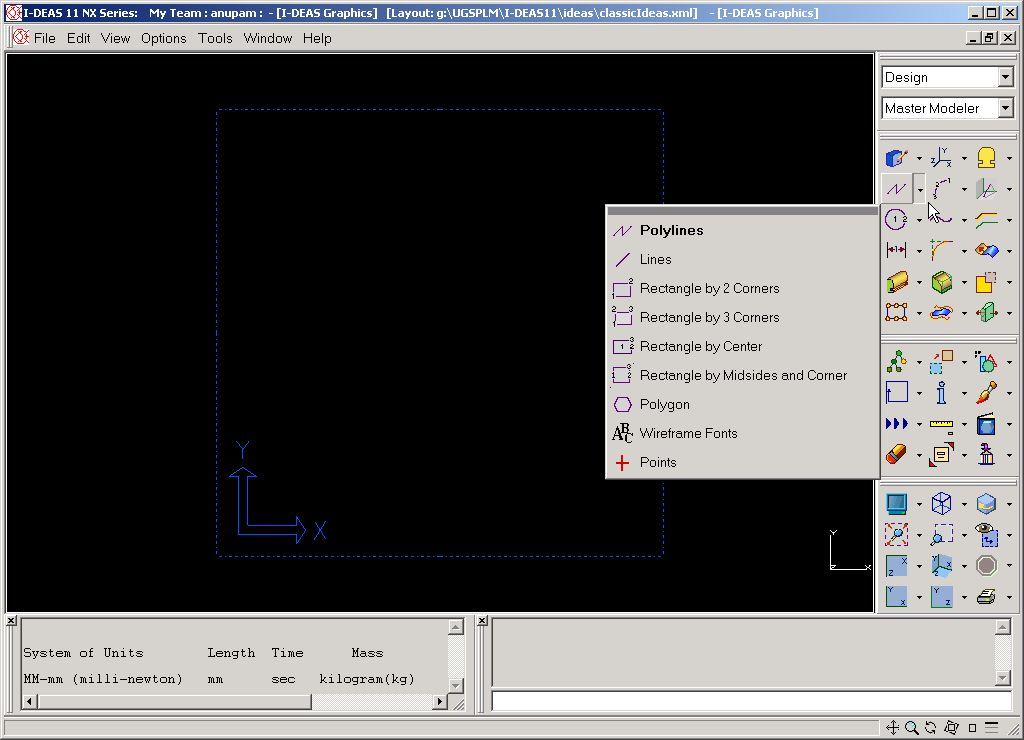 I-DEAS 11 NX Series:   My Team : anupam :  - [I-DEAS Graphics]  [Layout: g:\UGSPLM\I-DEAS11\ideas\classicIdeas.xml]   - [I-DEAS Graphics]
File Edit View Options Tools Window Help
Design
Master Modeler
Polylines
Lines
Rectangle by 2 Corners
Rectangle by 3 Corners
Rectangle by Center
Rectangle by Midsides and Corner
Polygon
Wireframe Fonts
Points
Y
X
Y
X
System of Units Length Time Mass
MM-mm (milli-newton) mm sec kilogram(kg)